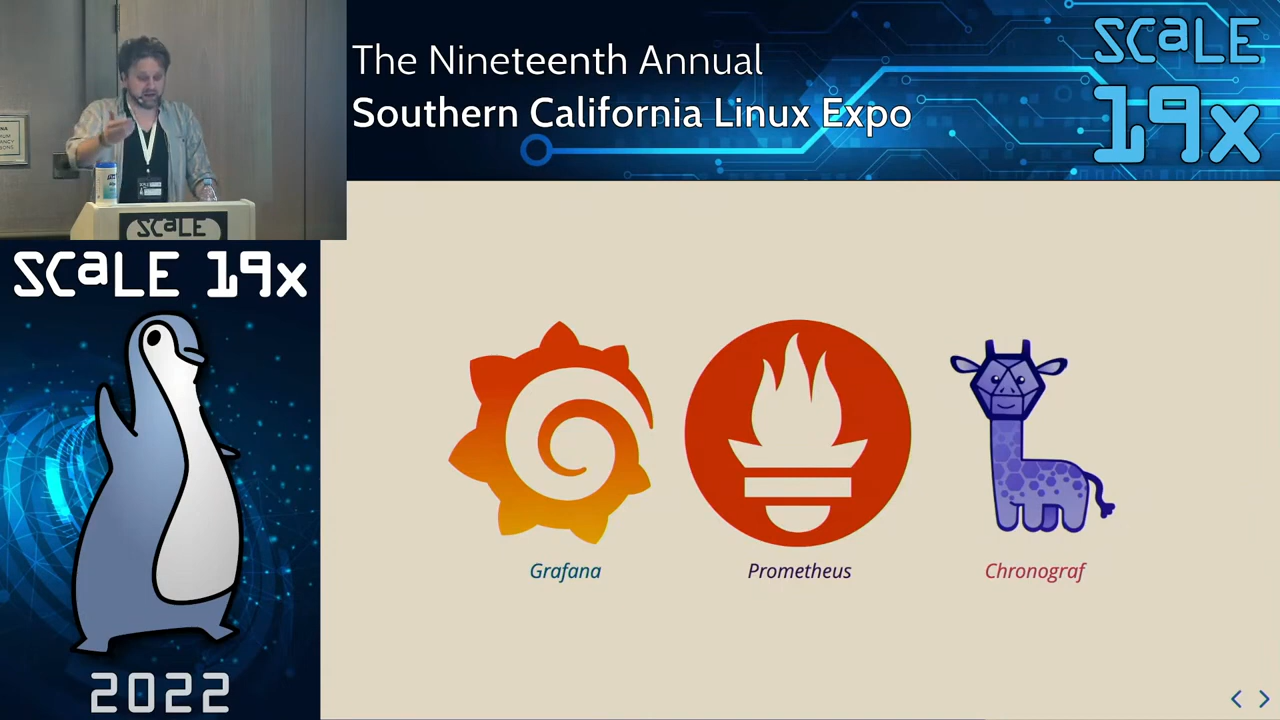 The Nineteenth Annual
Southern California Linux Expo
SCaLE
19x
SCaLE
SCaLE 19x
2022
Grafana
Prometheus
Chronograf